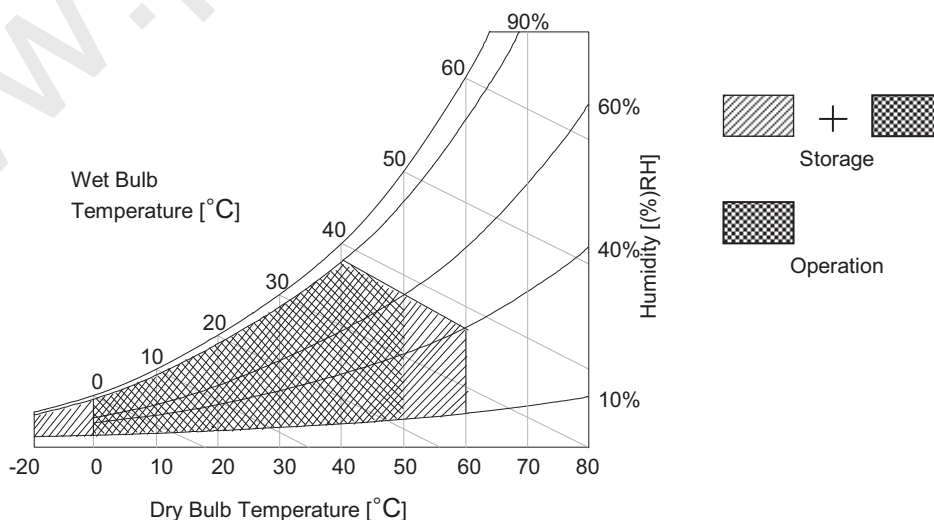 90%
60
60%
50
Wet Bulb
Temperature [°C]
40
30
20
10
0
40%
10%
Humidity [(%)RH]
-20 0 10 20 30 40 50 60 70 80
Dry Bulb Temperature [°C]
+
Storage
Operation